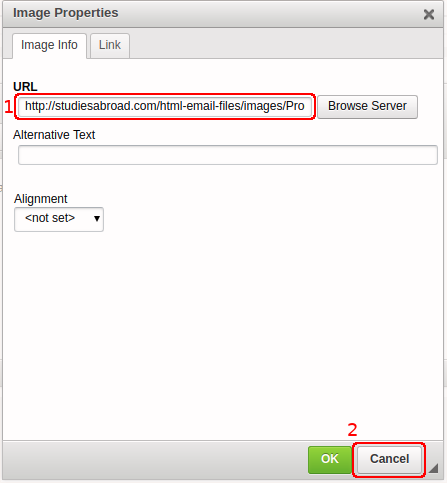 Image Properties
Image Info Link
URL
1 http://studiesabroad.com/html-email-files/images/Pro Browse Server
Alternative Text
Alignment
<not set>
2
OK Cancel